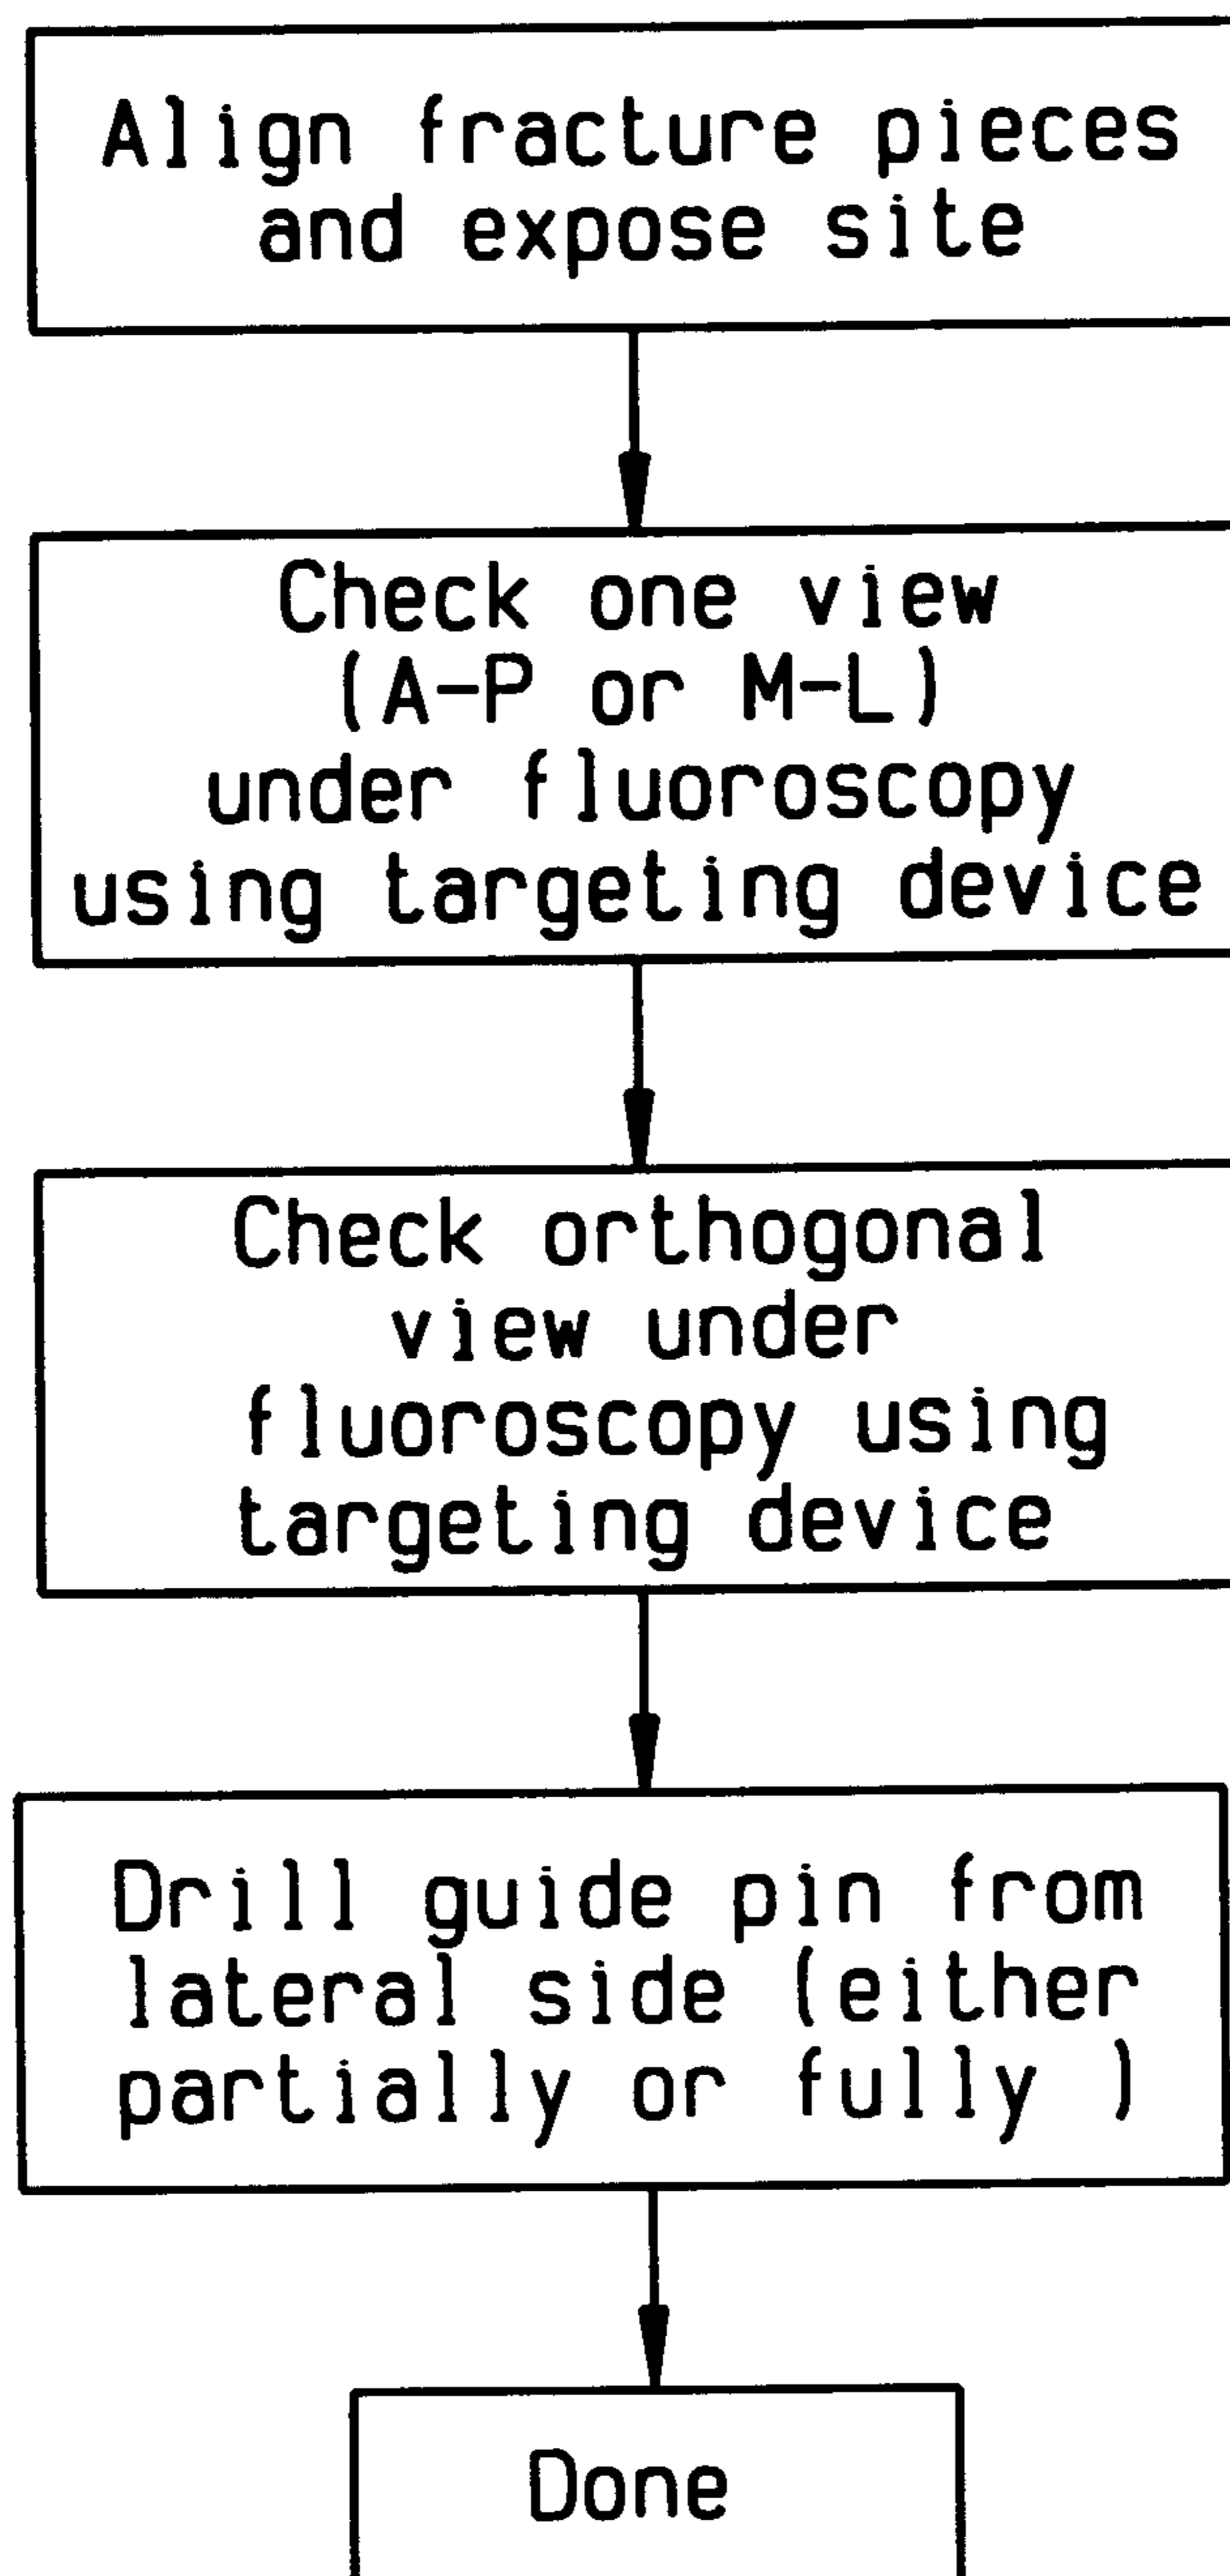 Align fracture pieces
and expose site
Check one view
(A-P or M-L)
under fluoroscopy
using targeting device
Check orthogonal
view under
fluoroscopy using
targeting device
Drill guide pin from
lateral side (either
partially or fully )
Done